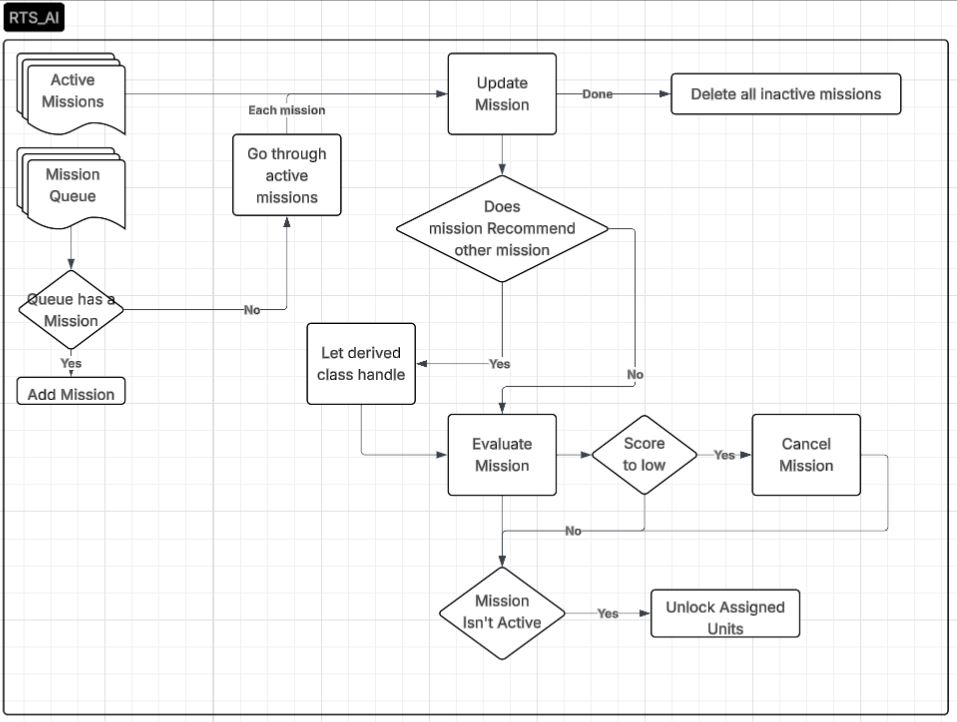 RTS_AI
Active
Missions
Update
Mission
Done
Delete all inactive missions
Each mission
Go through
active
missions
Mission
Queue
Does
mission Recommend
other mission
Queue has a
Mission
No
Yes
Add Mission
Let derived
class handle
Yes
No
Evaluate
Mission
Score
to low
Yes
Cancel
Mission
No
Mission
Isn't Active
Yes
Unlock Assigned
Units